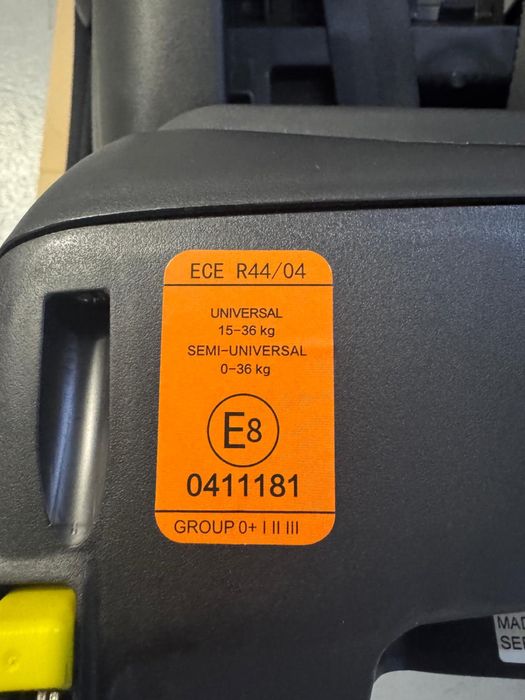 ECE R44/04
UNIVERSAL
15-36 kg
SEMI-UNIVERSAL
0-36 kg
E8
0411181
GROUP 0+ I II III